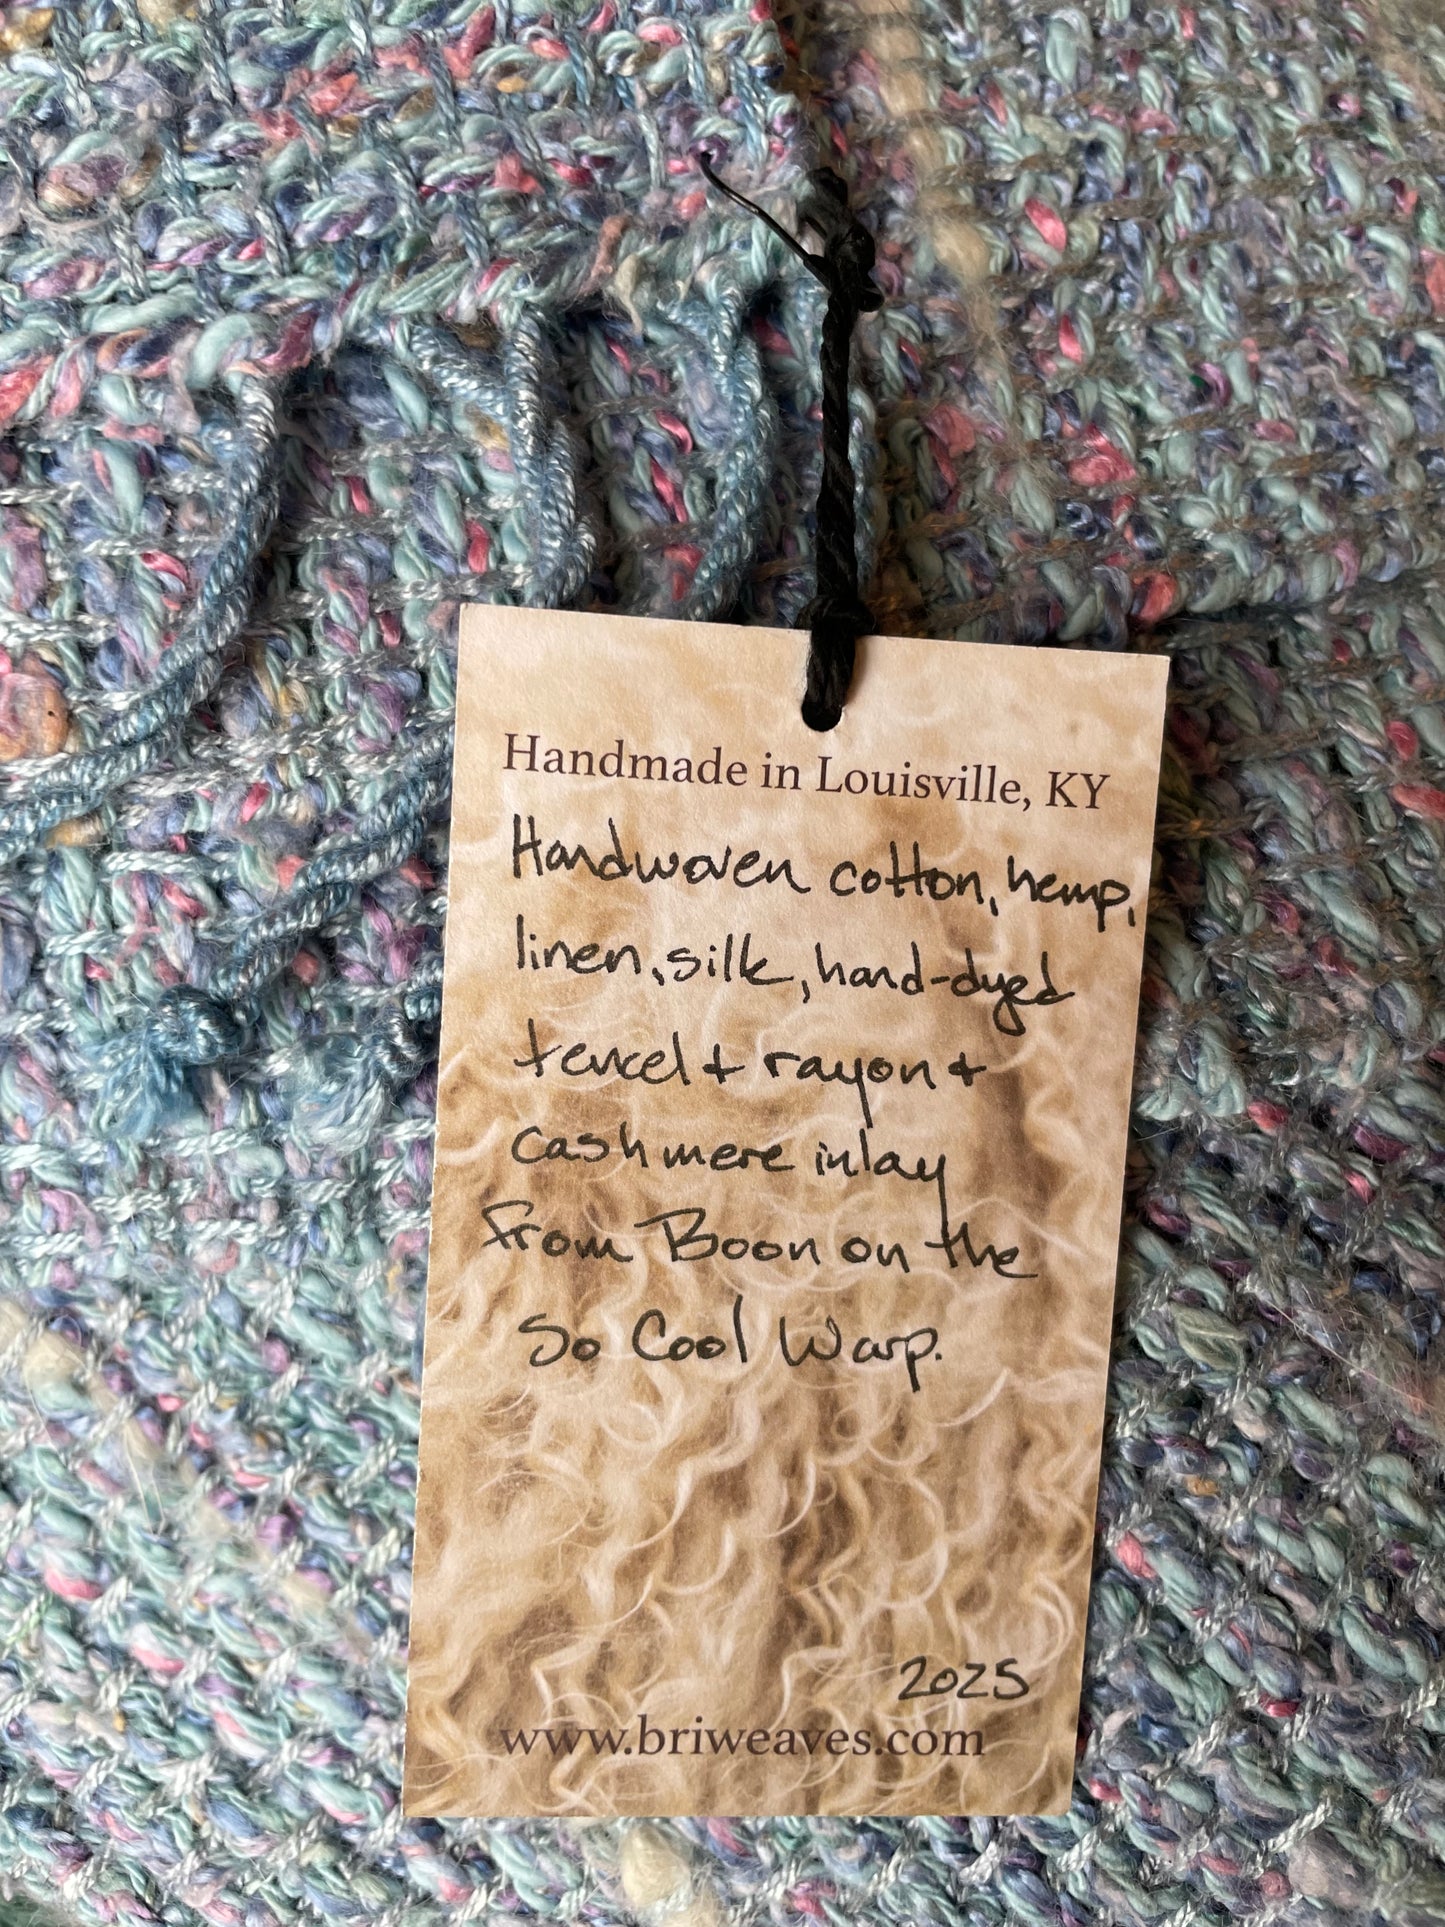 Handmade in Louisville, KY
Handwoven cotton, hemp,
linen, silk, hand-dyed
tencel + rayon +
cashmere inlay
from Boon on the
So Cool Warp.
2025
www.briweaves.com